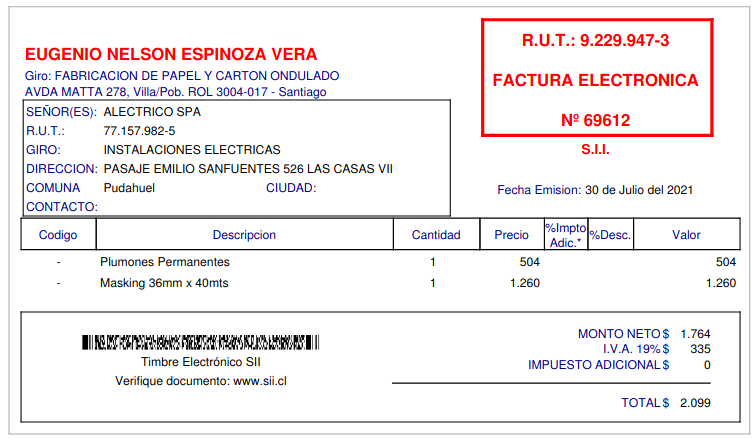 EUGENIO NELSON ESPINOZA VERA
Giro: FABRICACION DE PAPEL Y CARTON ONDULADO
AVDA MATTA 278, Villa/Pob. ROL 3004-017 - Santiago
R.U.T.: 9.229.947-3
FACTURA ELECTRONICA
Nº 69612
S.I.I.
SEÑOR(ES): ALECTRICO SPA
R.U.T.: 77.157.982-5
GIRO: INSTALACIONES ELECTRICAS
DIRECCION: PASAJE EMILIO SANFUENTES 526 LAS CASAS VII
COMUNA Pudahuel CIUDAD:
CONTACTO:
Fecha Emision: 30 de Julio del 2021
Codigo Descripcion Cantidad Precio %Impto Adic.* %Desc. Valor
- Plumones Permanentes 1 504 504
- Masking 36mm x 40mts 1 1.260 1.260
Timbre Electrónico SII
Verifique documento: www.sii.cl
MONTO NETO $ 1.764
I.V.A. 19% $ 335
IMPUESTO ADICIONAL $ 0
TOTAL $ 2.099